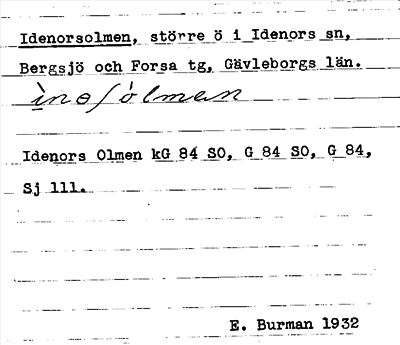 Idenorsolmen, större ö i Idenors sn,
Bergsjö och Forsa tg, Gävleborgs län.
Idenors Olmen kG 84 SO, G 84 SO, G 84,
Sj 111.
E. Burman 1932